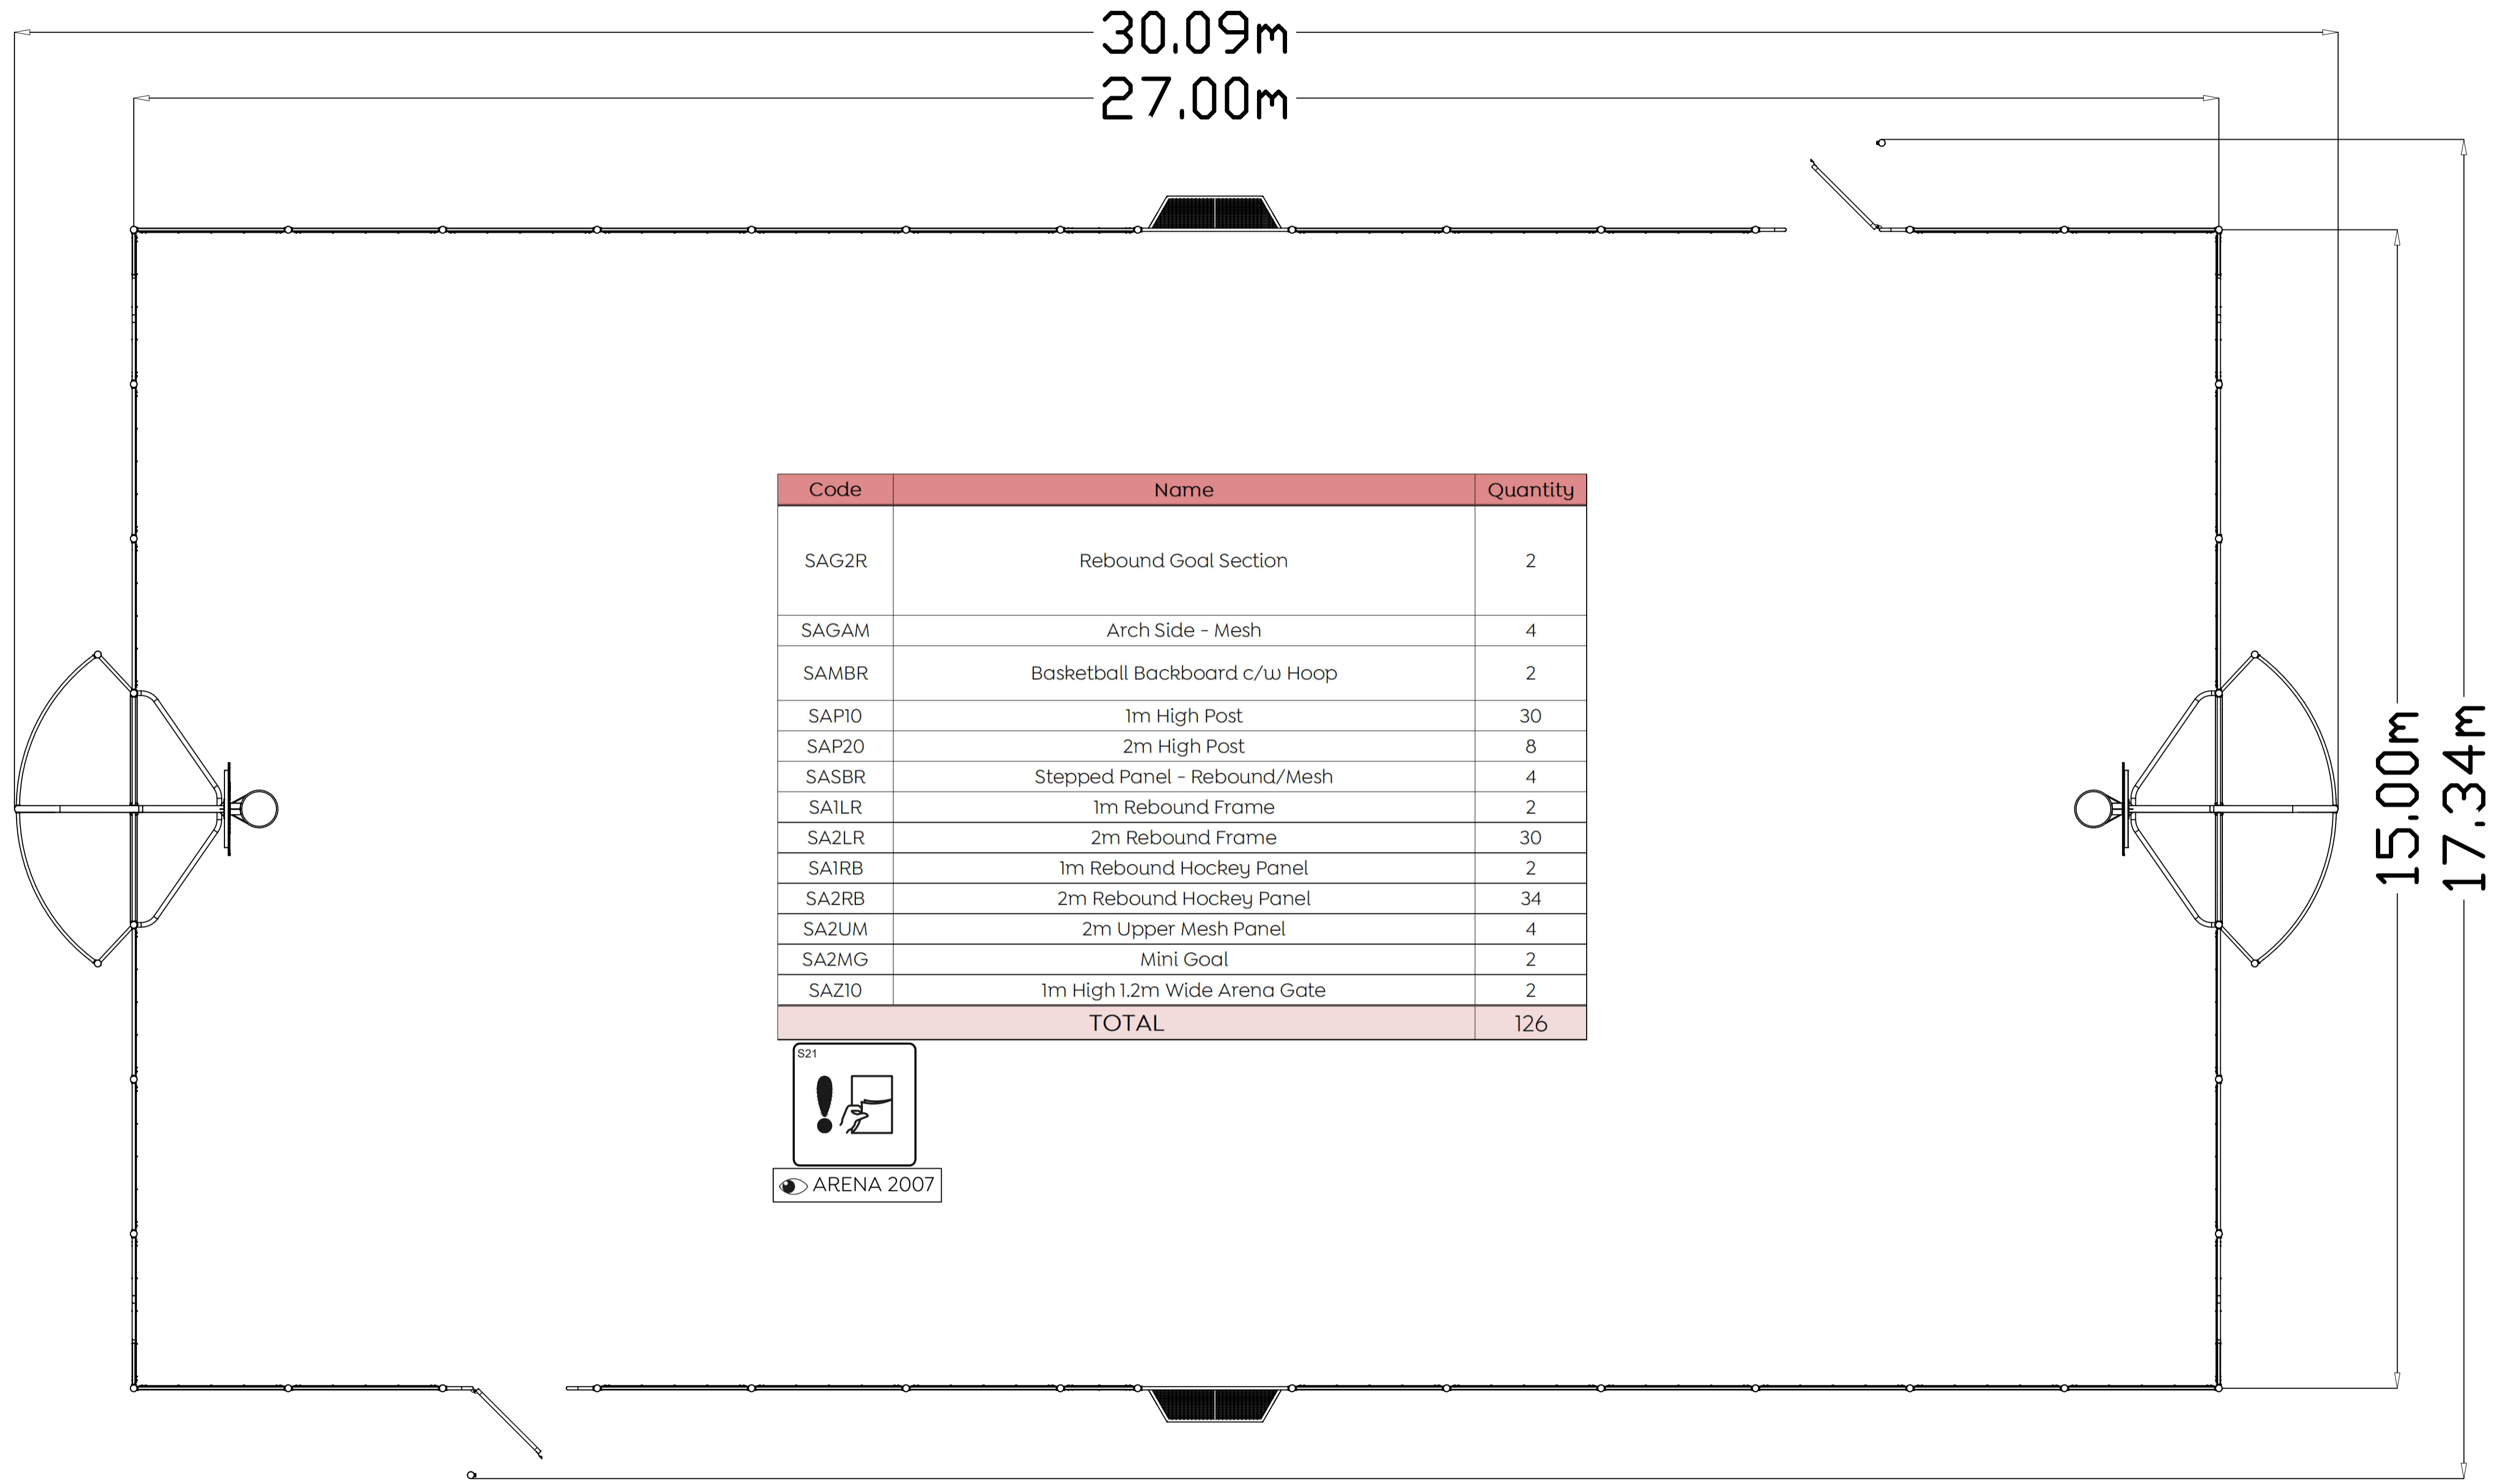 30.09m
27.00m
Code Name Quantity
SAG2R Rebound Goal Section 2
SAGAM Arch Side - Mesh 4
SAMBR Basketball Backboard c/w Hoop 2
SAP10 1m High Post 30
SAP20 2m High Post 8
SASBR Stepped Panel - Rebound/Mesh 4
SA1LR 1m Rebound Frame 2
SA2LR 2m Rebound Frame 30
SA1RB 1m Rebound Hockey Panel 2
SA2RB 2m Rebound Hockey Panel 34
SA2UM 2m Upper Mesh Panel 4
SA2MG Mini Goal 2
SAZ10 1m High 1.2m Wide Arena Gate 2
TOTAL 126
15.00m
17.34m
S21
ARENA 2007